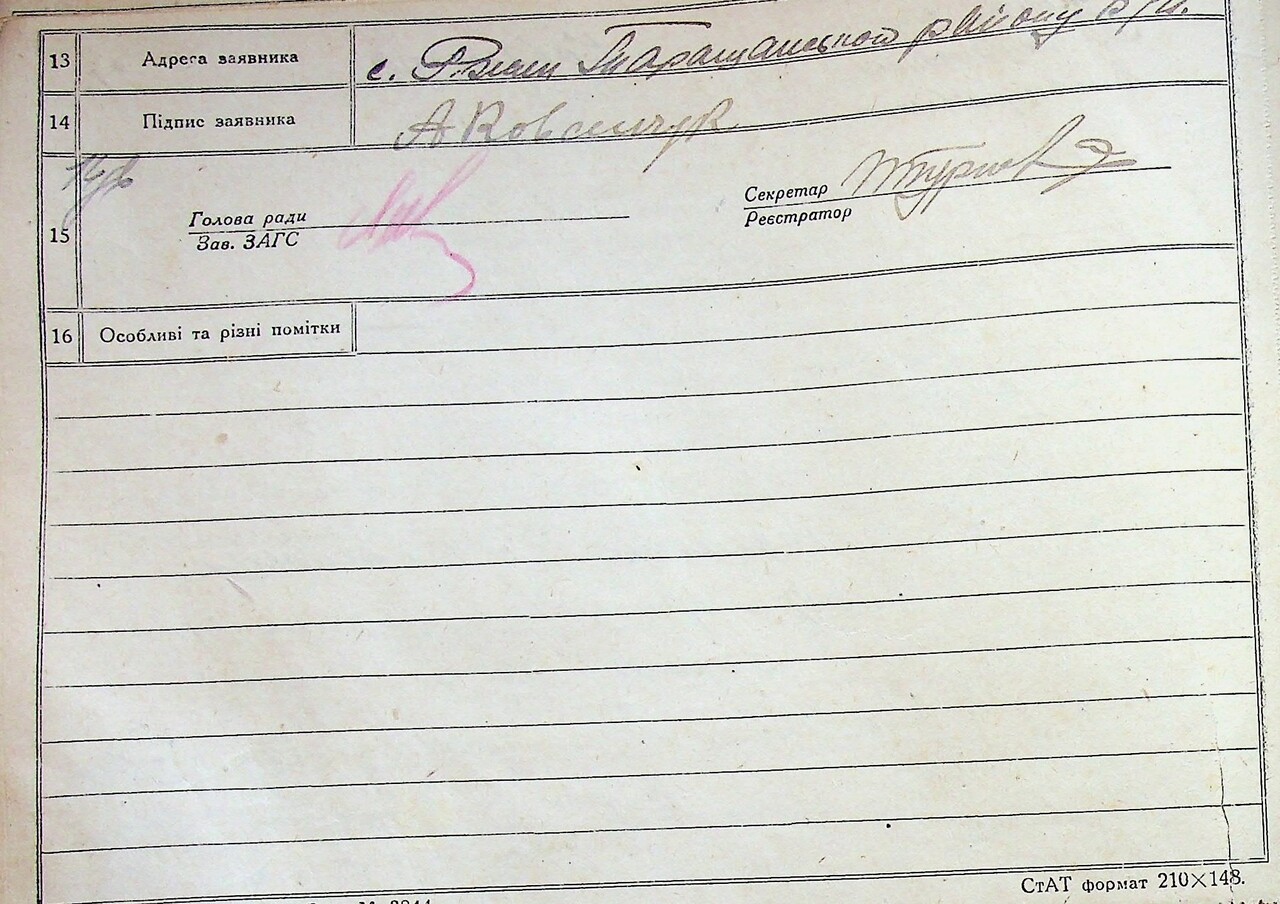 13 Адреса заявника с. Таращанського району
14 Підпис заявника А Ковальчук
15 Голова ради Секретар
Зав. ЗАГС Реєстратор
16 Особливі та різні помітки
СтАТ формат 210×148.